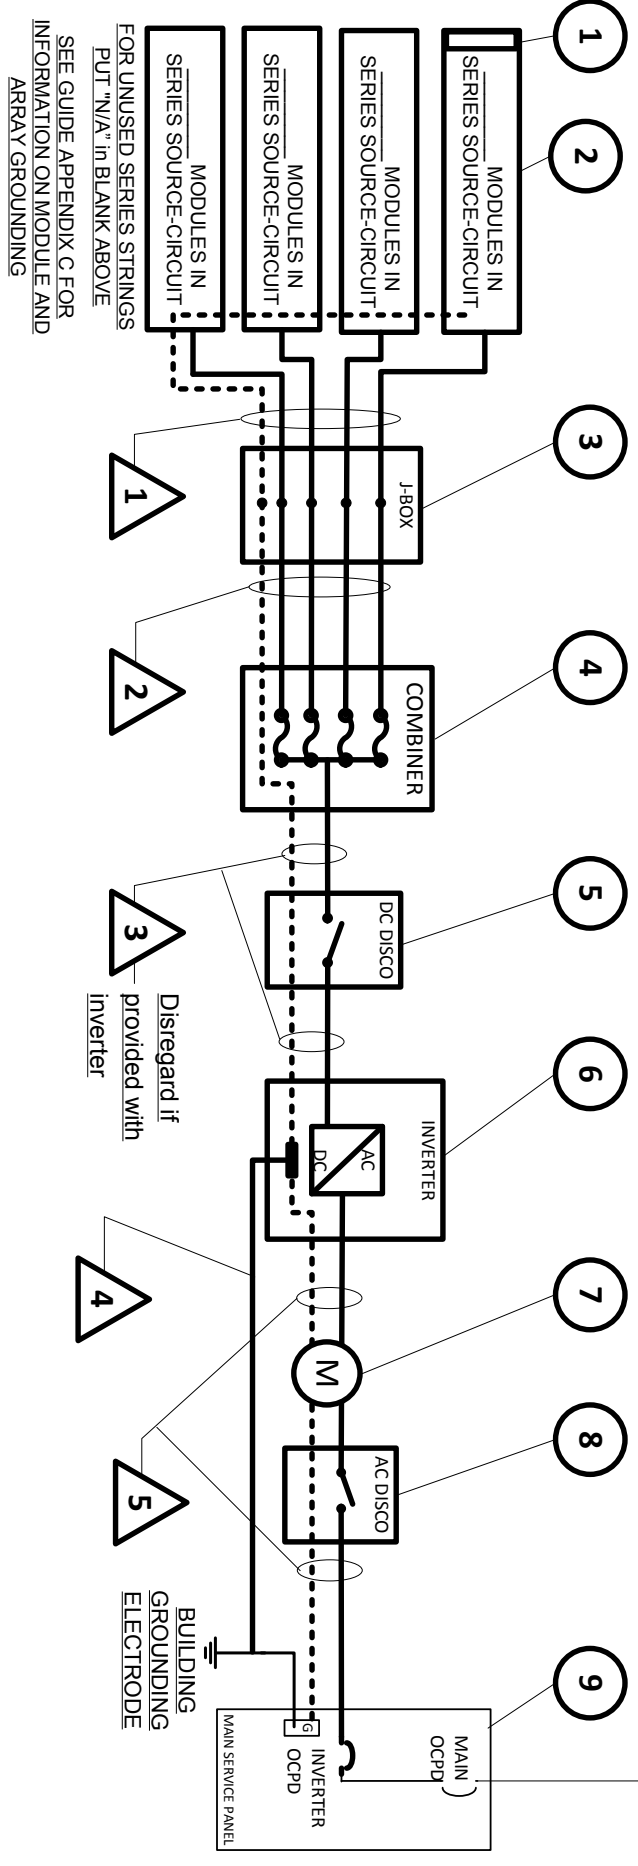 1
2
3
4
5
6
7
8
9
_____ MODULES IN
SERIES SOURCE-CIRCUIT
_____ MODULES IN
SERIES SOURCE-CIRCUIT
_____ MODULES IN
SERIES SOURCE-CIRCUIT
_____ MODULES IN
SERIES SOURCE-CIRCUIT
FOR UNUSED SERIES STRINGS
PUT "N/A" in BLANK ABOVE
SEE GUIDE APPENDIX C FOR
INFORMATION ON MODULE AND
ARRAY GROUNDING
J-BOX
COMBINER
DC DISCO
INVERTER
AC
DC
M
AC DISCO
MAIN
OCPD
INVERTER
OCPD
G
MAIN SERVICE PANEL
1
2
3
Disregard if
provided with
inverter
4
5
BUILDING
GROUNDING
ELECTRODE